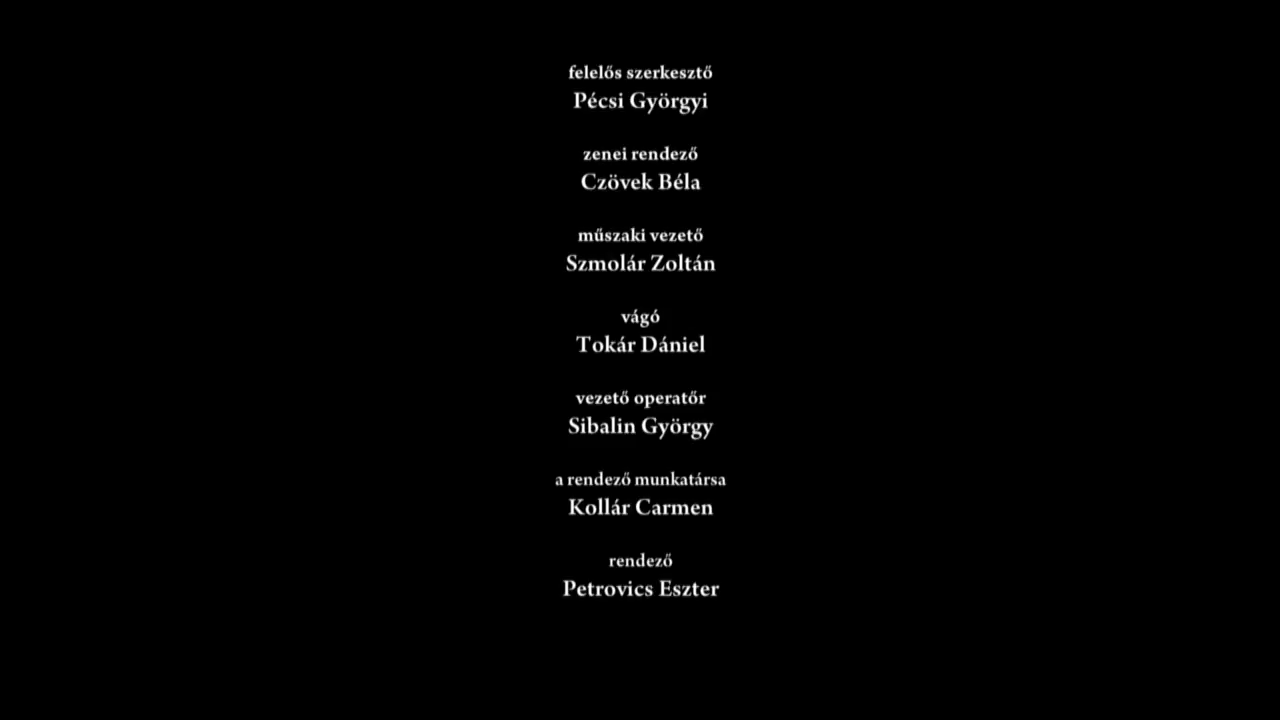 felelős szerkesztő
Pécsi Györgyi
zenei rendező
Czövek Béla
műszaki vezető
Szmolár Zoltán
vágó
Tokár Dániel
vezető operatőr
Sibalin György
a rendező munkatársa
Kollár Carmen
rendező
Petrovics Eszter